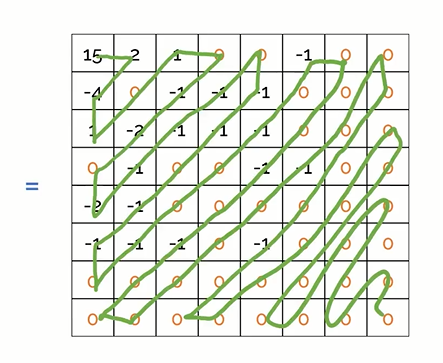 15 2 1 0 0 -1 0 0
-4 0 -1 -1 -1 0 0 0
1 -2 -1 -1 -1 0 0 0
0 -1 0 0 -1 -1 0 0
= -2 -1 0 0 0 0 0 0
-1 -1 -1 0 -1 0 0 0
0 0 0 0 0 0 0 0
0 0 0 0 0 0 0 0